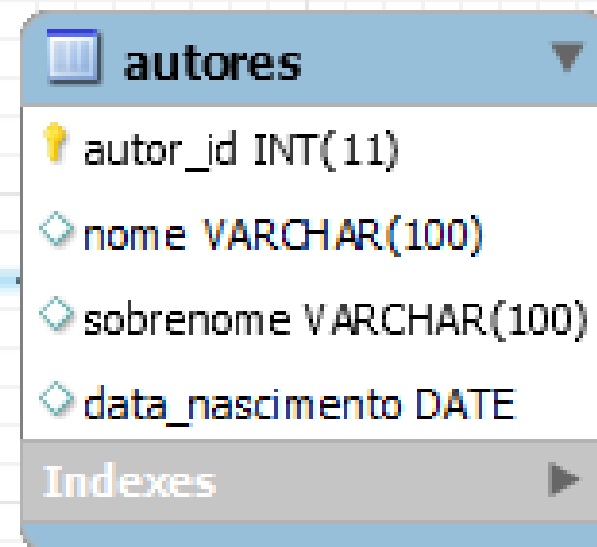 autores
autor_id INT(11)
nome VARCHAR(100)
sobrenome VARCHAR(100)
data_nascimento DATE
Indexes